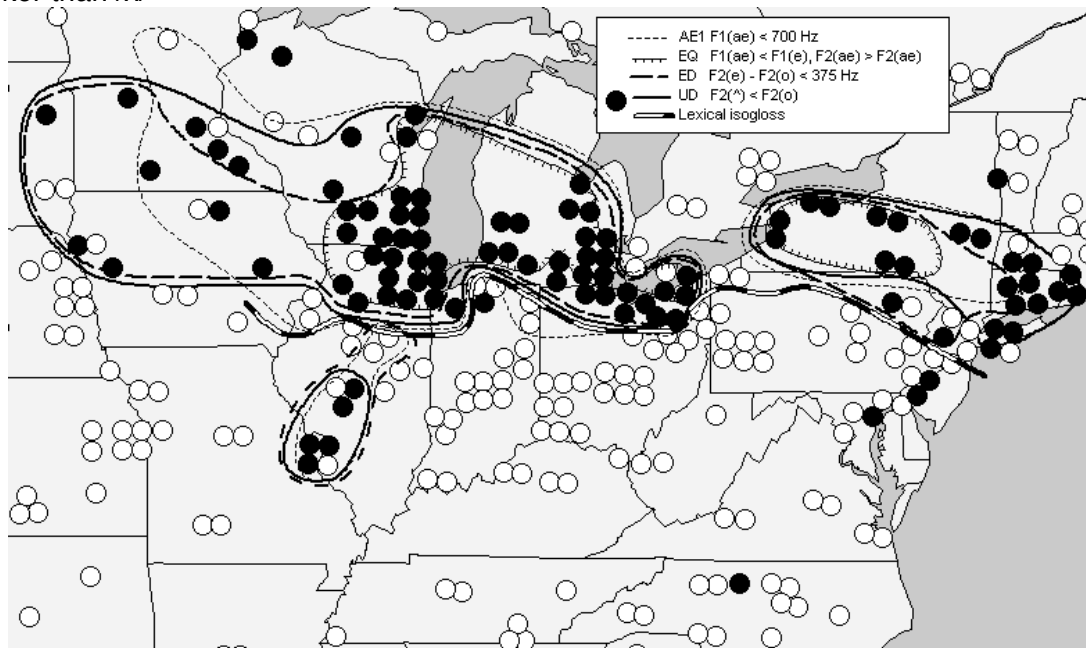 AE1 F1(ae) < 700 Hz
EQ F1(ae) < F1(e), F2(ae) > F2(ae)
ED F2(e) - F2(o) < 375 Hz
UD F2(^) < F2(o)
Lexical isogloss